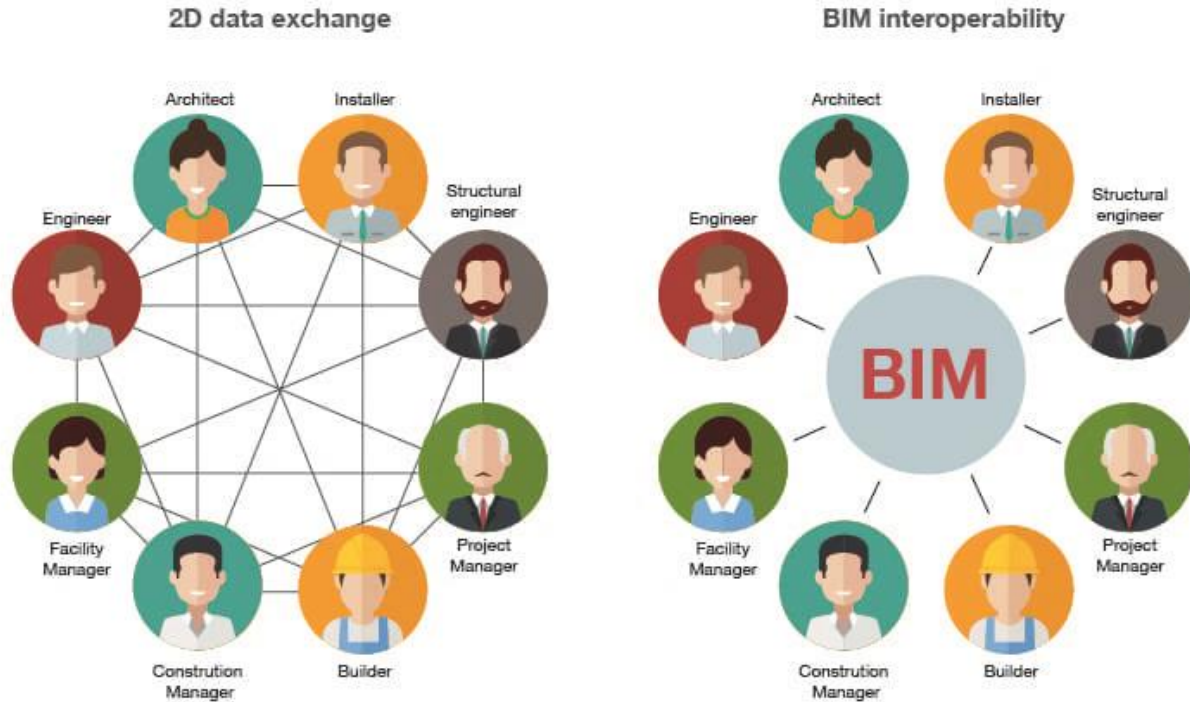 2D data exchange
Architect
Installer
Structural
engineer
Engineer
Facility
Manager
Project
Manager
Constrution
Manager
Builder
BIM interoperability
Architect
Installer
Structural
engineer
Engineer
BIM
Facility
Manager
Project
Manager
Constrution
Manager
Builder